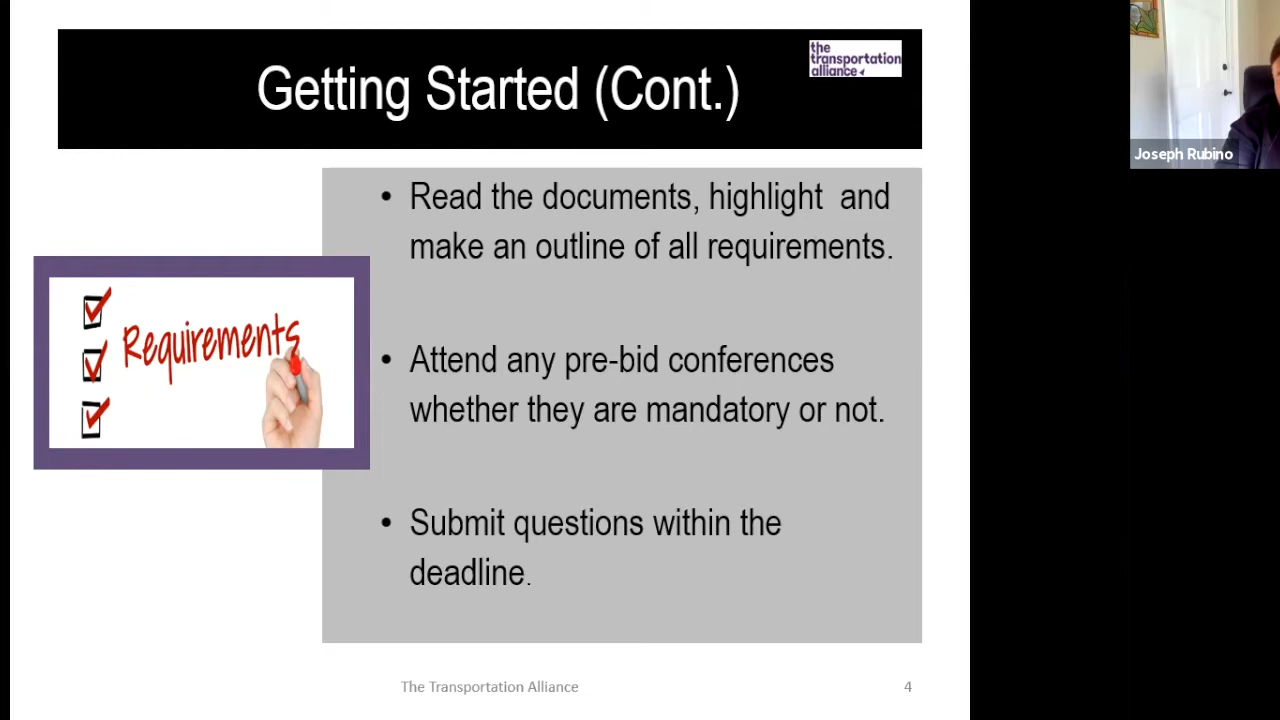 Getting Started (Cont.)
the
transportation
alliance
Joseph Rubino
• Read the documents, highlight  and
make an outline of all requirements.
Requirements
• Attend any pre-bid conferences
whether they are mandatory or not.
• Submit questions within the
deadline.
The Transportation Alliance
4